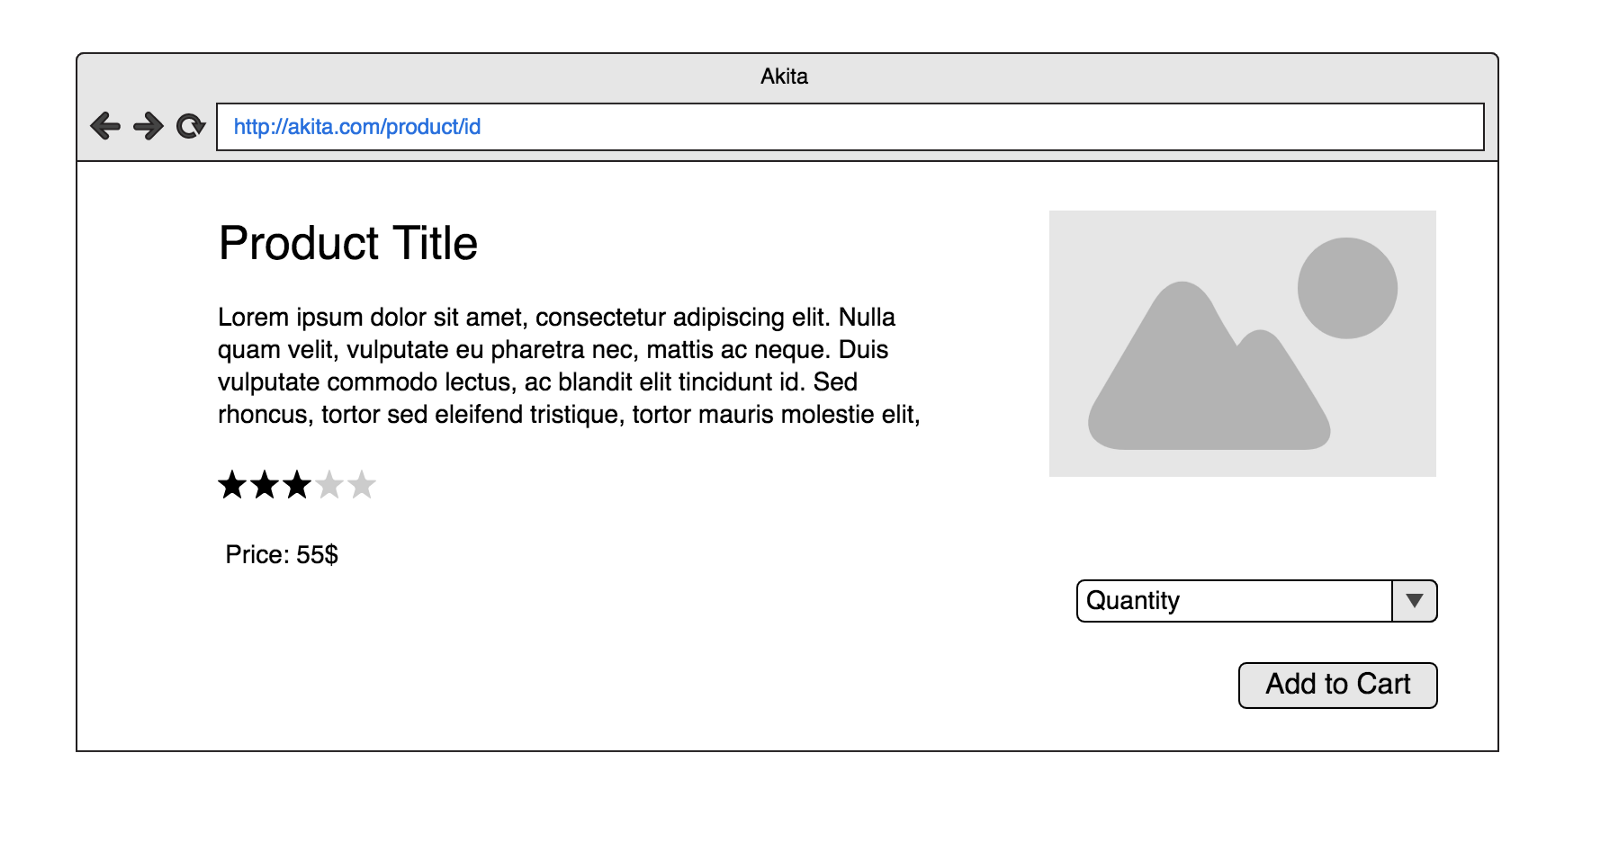 Akita
http://akita.com/product/id
Product Title
Lorem ipsum dolor sit amet, consectetur adipiscing elit. Nulla
quam velit, vulputate eu pharetra nec, mattis ac neque. Duis
vulputate commodo lectus, ac blandit elit tincidunt id. Sed
rhoncus, tortor sed eleifend tristique, tortor mauris molestie elit,
Price: 55$
Quantity
Add to Cart